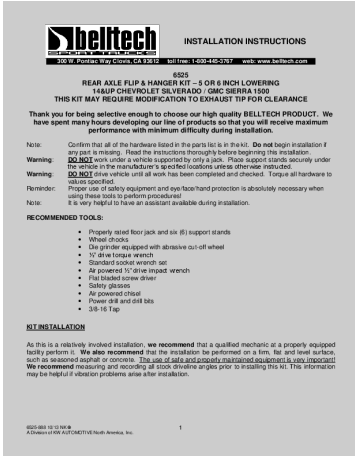 belltech
SPORT TRUCKS
INSTALLATION INSTRUCTIONS
300 W. Pontiac Way Clovis, CA 93612 toll free: 1-800-445-3767 web: www.belltech.com
6525
REAR AXLE FLIP & HANGER KIT – 5 OR 6 INCH LOWERING
14&UP CHEVROLET SILVERADO / GMC SIERRA 1500
THIS KIT MAY REQUIRE MODIFICATION TO EXHAUST TIP FOR CLEARANCE
Thank you for being selective enough to choose our high quality BELLTECH PRODUCT. We
have spent many hours developing our line of products so that you will receive maximum
performance with minimum difficulty during installation.
Note: Confirm that all of the hardware listed in the parts list is in the kit. Do not begin installation if
any part is missing. Read the instructions thoroughly before beginning this installation.
Warning: DO NOT work under a vehicle supported by only a jack. Place support stands securely under
the vehicle in the manufacturer's specified locations unless otherwise instructed.
Warning: DO NOT drive vehicle until all work has been completed and checked. Torque all hardware to
values specified.
Reminder: Proper use of safety equipment and eye/face/hand protection is absolutely necessary when
using these tools to perform procedures!
Note: It is very helpful to have an assistant available during installation.
RECOMMENDED TOOLS:
• Properly rated floor jack and six (6) support stands
• Wheel chocks
• Die grinder equipped with abrasive cut-off wheel
• ½" drive torque wrench
• Standard socket wrench set
• Air powered ½" drive impact wrench
• Flat bladed screw driver
• Safety glasses
• Air powered chisel
• Power drill and drill bits
• 3/8-16 Tap
KIT INSTALLATION
As this is a relatively involved installation, we recommend that a qualified mechanic at a properly equipped
facility perform it. We also recommend that the installation be performed on a firm, flat and level surface,
such as seasoned asphalt or concrete. The use of safe and properly maintained equipment is very important!
We recommend measuring and recording all stock driveline angles prior to installing this kit. This information
may be helpful if vibration problems arise after installation.
1
A Division of KW AUTOMOTIVE North America, Inc.